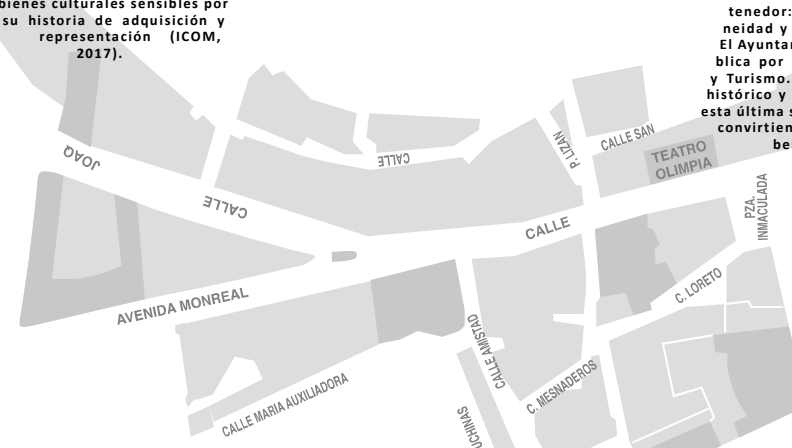 bienes culturales sensibles por
su historia de adquisición y
representación (ICOM,
2017).
tenedor:
neidad y
El Ayuntar
blica por
y Turismo.
histórico y
esta última s
convirtien
be
JOAQ
CALLE
CALLE
P. LIZAN
CALLE SAN
TEATRO
OLIMPIA
PZA.
INMACULADA
CALLE
C. LORETO
AVENIDA MONREAL
CALLE AMISTAD
C. MESNADEROS
CALLE MARIA AUXILIADORA
UCHINAS